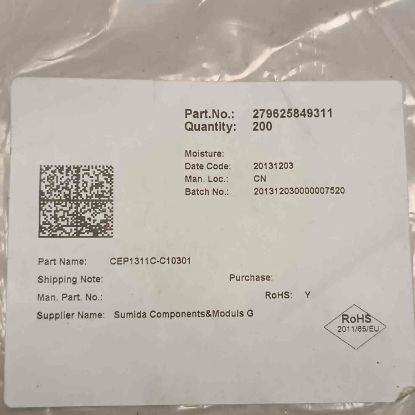 Part.No.: 279625849311
Quantity: 200
Moisture:
Date Code: 20131203
Man. Loc.: CN
Batch No.: 201312030000007520
Part Name: CEP1311C-C10301
Shipping Note: Purchase:
Man. Part. No.: RoHS: Y
Supplier Name: Sumida Components&Moduls G
RoHS
2011/65/EU